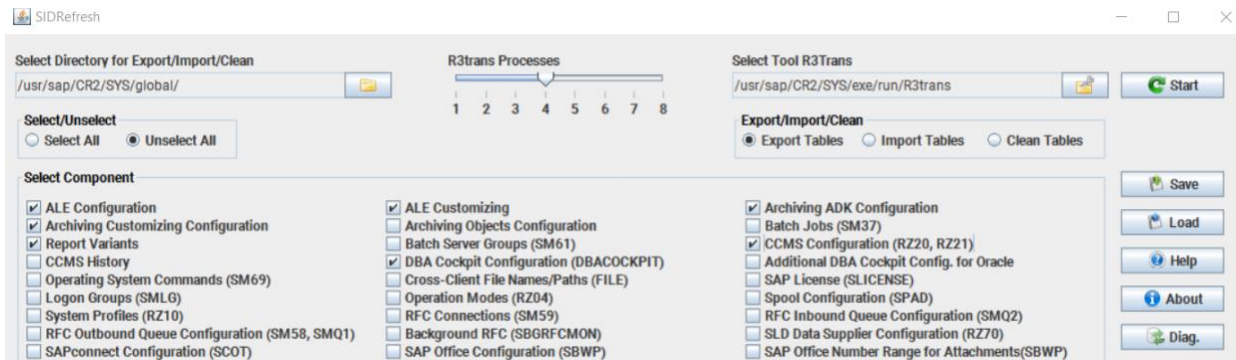 SIDRefresh
Select Directory for Export/Import/Clean
R3trans Processes
Select Tool R3Trans
/usr/sap/CR2/SYS/global/
/usr/sap/CR2/SYS/exe/run/R3trans
Start
1 2 3 4 5 6 7 8
Select/Unselect
Select All Unselect All
Export/Import/Clean
Export Tables Import Tables Clean Tables
Select Component
Save
ALE Configuration ALE Customizing Archiving ADK Configuration
Archiving Customizing Configuration Archiving Objects Configuration Batch Jobs (SM37)
Load
Report Variants Batch Server Groups (SM61) CCMS Configuration (RZ20, RZ21)
CCMS History DBA Cockpit Configuration (DBACOCKPIT) Additional DBA Cockpit Config. for Oracle
Help
Operating System Commands (SM69) Cross-Client File Names/Paths (FILE) SAP License (SLICENSE)
Logon Groups (SMLG) Operation Modes (RZ04) Spool Configuration (SPAD)
About
System Profiles (RZ10) RFC Connections (SM59) RFC Inbound Queue Configuration (SMQ2)
RFC Outbound Queue Configuration (SM58, SMQ1) Background RFC (SBGRFCMON) SLD Data Supplier Configuration (RZ70)
Diag.
SAPconnect Configuration (SCOT) SAP Office Configuration (SBWP) SAP Office Number Range for Attachments(SBWP)